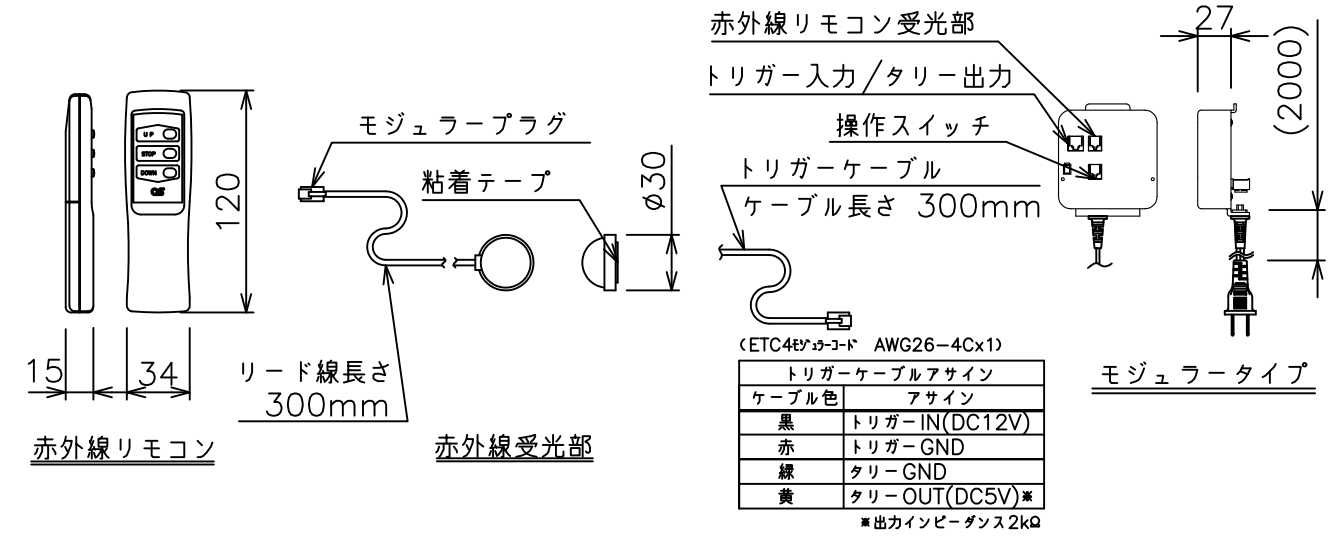 UP
STOP
DOWN
OS
120
15
34
赤外線リモコン
モジュラープラグ
粘着テープ
φ30
リード線長さ
300mm
赤外線受光部
赤外線リモコン受光部
トリガー入力/タリー出力
操作スイッチ
トリガーケーブル
ケーブル長さ 300mm
27
(2000)
モジュラータイプ
(ETC4モジュラーコード AWG26-4Cx1)
トリガーケーブルアサイン
ケーブル色 アサイン
黒 トリガーIN(DC12V)
赤 トリガーGND
緑 タリーGND
黄 タリーOUT(DC5V)※
※出力インピーダンス2kΩ